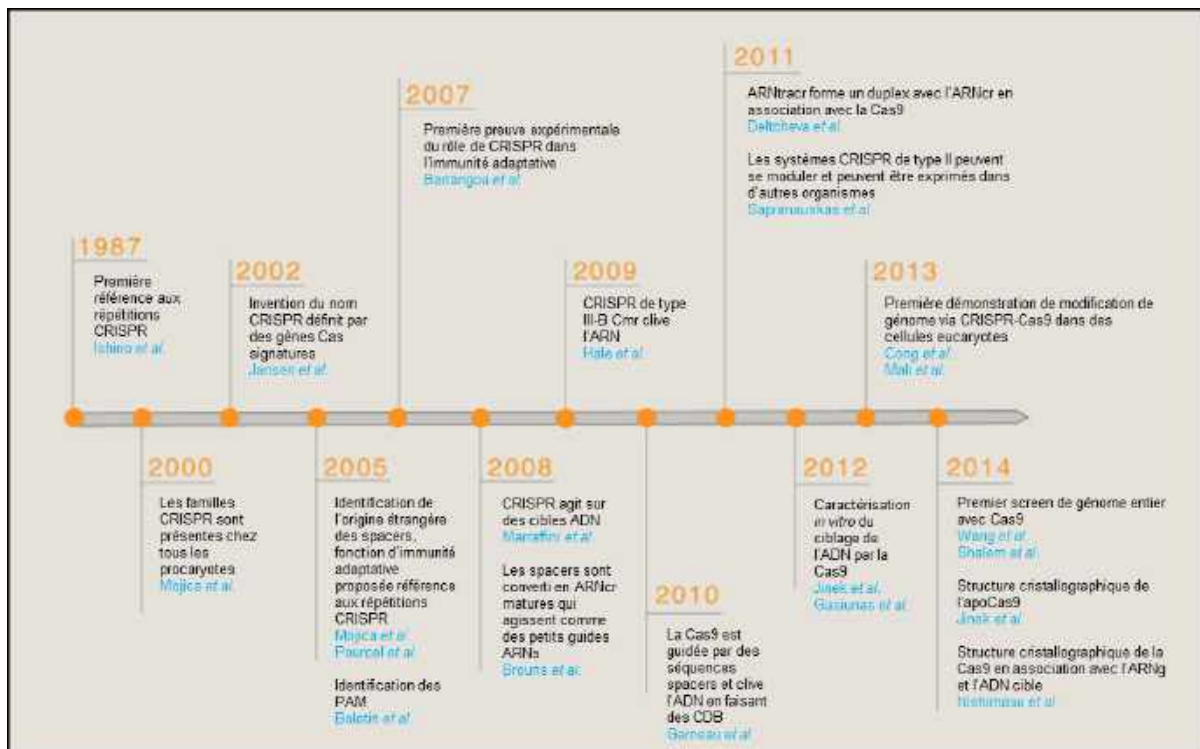 1987
Première
référence aux
répétitions
CRISPR
Ishino et al.
2000
Les familles
CRISPR sont
présentes chez
tous les
procaryotes
Mojica et al.
2002
Invention du nom
CRISPR définit par
des gènes Cas
signatures
Jansen et al.
2005
Identification de
l'origine étrangère
des spacers,
fonction d'immunité
adaptative
proposée référence
aux répétitions
CRISPR
Mojica et al.
Pourcel et al.
Identification des
PAM
Bolotin et al.
2007
Première preuve expérimentale
du rôle de CRISPR dans
l'immunité adaptative
Barrangou et al.
2008
CRISPR agit sur
des cibles ADN
Marraffini et al.
Les spacers sont
converti en ARNcr
matures qui
agissent comme
des petits guides
ARNs
Brouns et al.
2009
CRISPR de type
III-B Cmr clive
l'ARN
Hale et al.
2010
La Cas9 est
guidée par des
séquences
spacers et clive
l'ADN en faisant
des CDB
Garneau et al.
2011
ARNtracr forme un duplex avec l'ARNcr en
association avec la Cas9
Deltcheva et al.
Les systèmes CRISPR de type II peuvent
se moduler et peuvent être exprimés dans
d'autres organismes
Sapranauskas et al.
2012
Caractérisation
in vitro du
ciblage de
l'ADN par la
Cas9
Jinek et al.
Gasiunas et al.
2013
Première démonstration de modification de
génome via CRISPR-Cas9 dans des
cellules eucaryotes
Cong et al.
Mali et al.
2014
Premier screen de génome entier
avec Cas9
Wang et al.
Shalem et al.
Structure cristallographique de
l'apoCas9
Jinek et al.
Structure cristallographique de la
Cas9 en association avec l'ARNg
et l'ADN cible
Nishimasu et al.